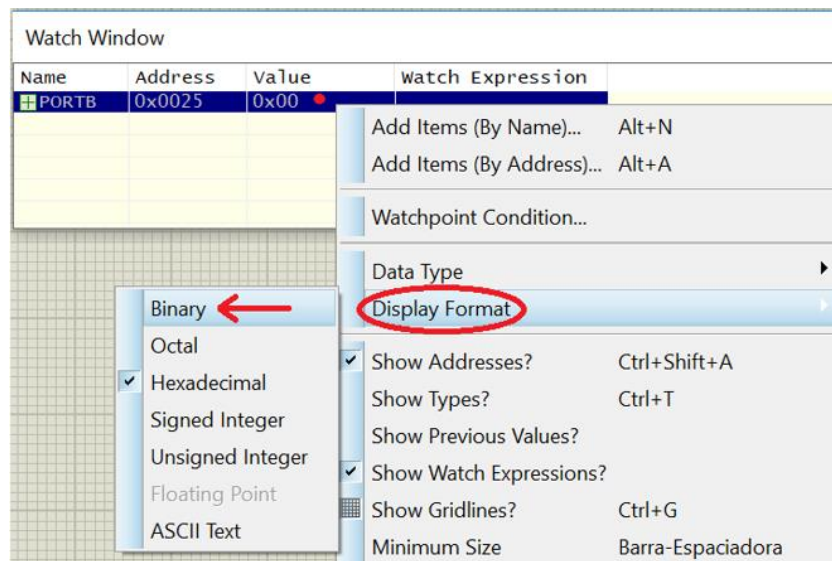 Watch Window
Name Address Value Watch Expression
PORTB 0x0025 0x00
Add Items (By Name)... Alt+N
Add Items (By Address)... Alt+A
Watchpoint Condition...
Data Type
Display Format
Show Addresses? Ctrl+Shift+A
Show Types? Ctrl+T
Show Previous Values?
Show Watch Expressions?
Show Gridlines? Ctrl+G
Minimum Size Barra-Espaciadora
Binary
Octal
Hexadecimal
Signed Integer
Unsigned Integer
Floating Point
ASCII Text